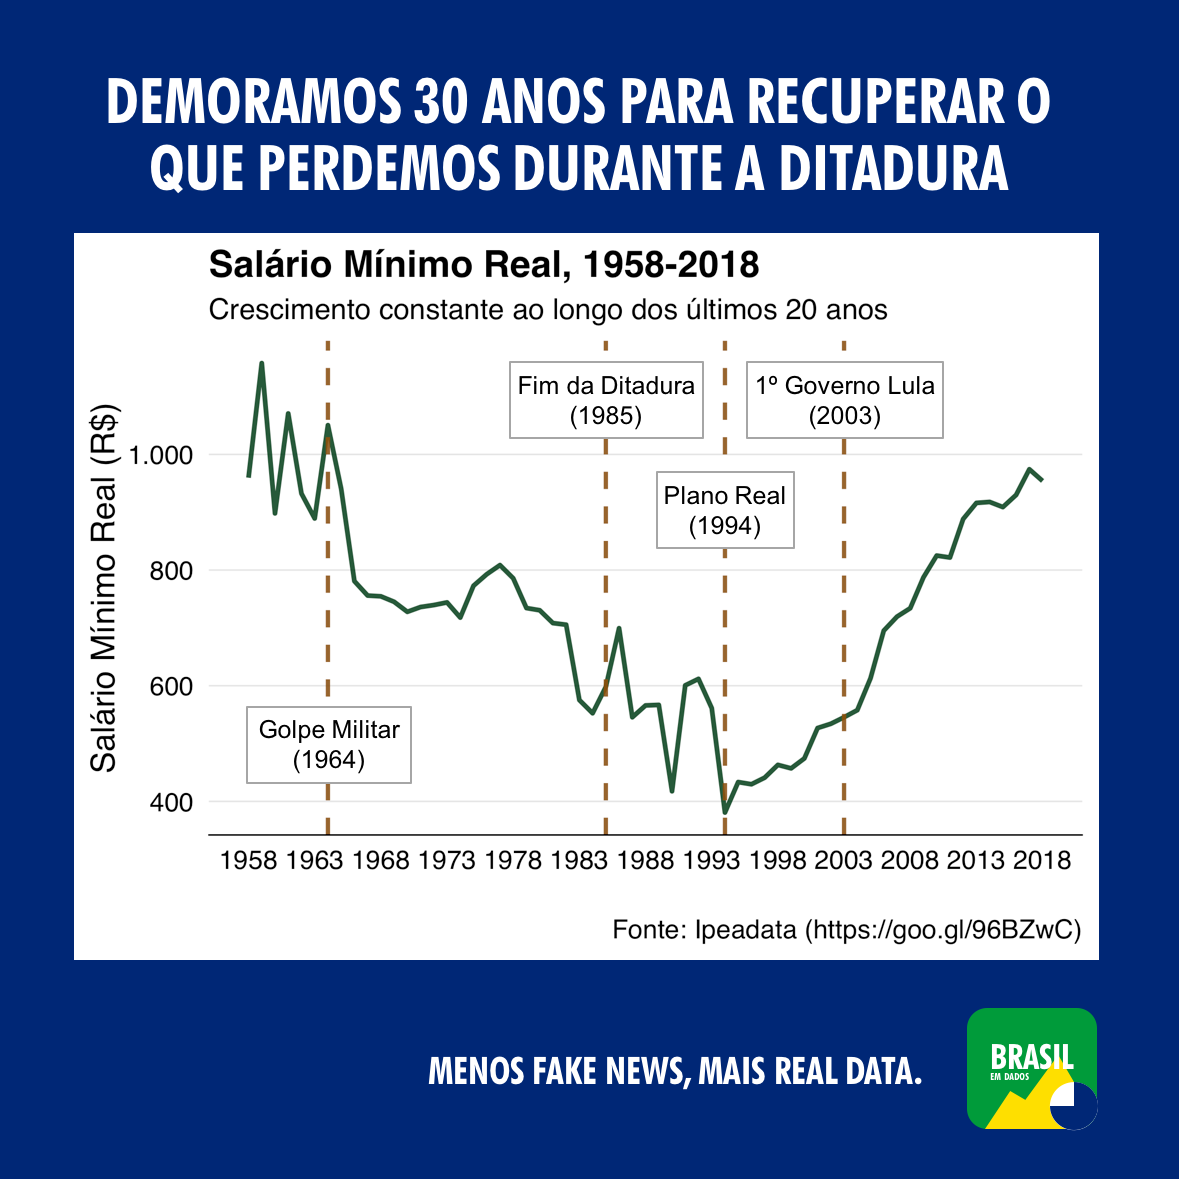 DEMORAMOS 30 ANOS PARA RECUPERAR O
QUE PERDEMOS DURANTE A DITADURA
Salário Mínimo Real, 1958-2018
Crescimento constante ao longo dos últimos 20 anos
Salário Mínimo Real (R$)
1.000
800
600
400
Fim da Ditadura
(1985)
1º Governo Lula
(2003)
Plano Real
(1994)
Golpe Militar
(1964)
1958 1963 1968 1973 1978 1983 1988 1993 1998 2003 2008 2013 2018
Fonte: Ipeadata (https://goo.gl/96BZwC)
MENOS FAKE NEWS, MAIS REAL DATA.
BRASIL
EM DADOS